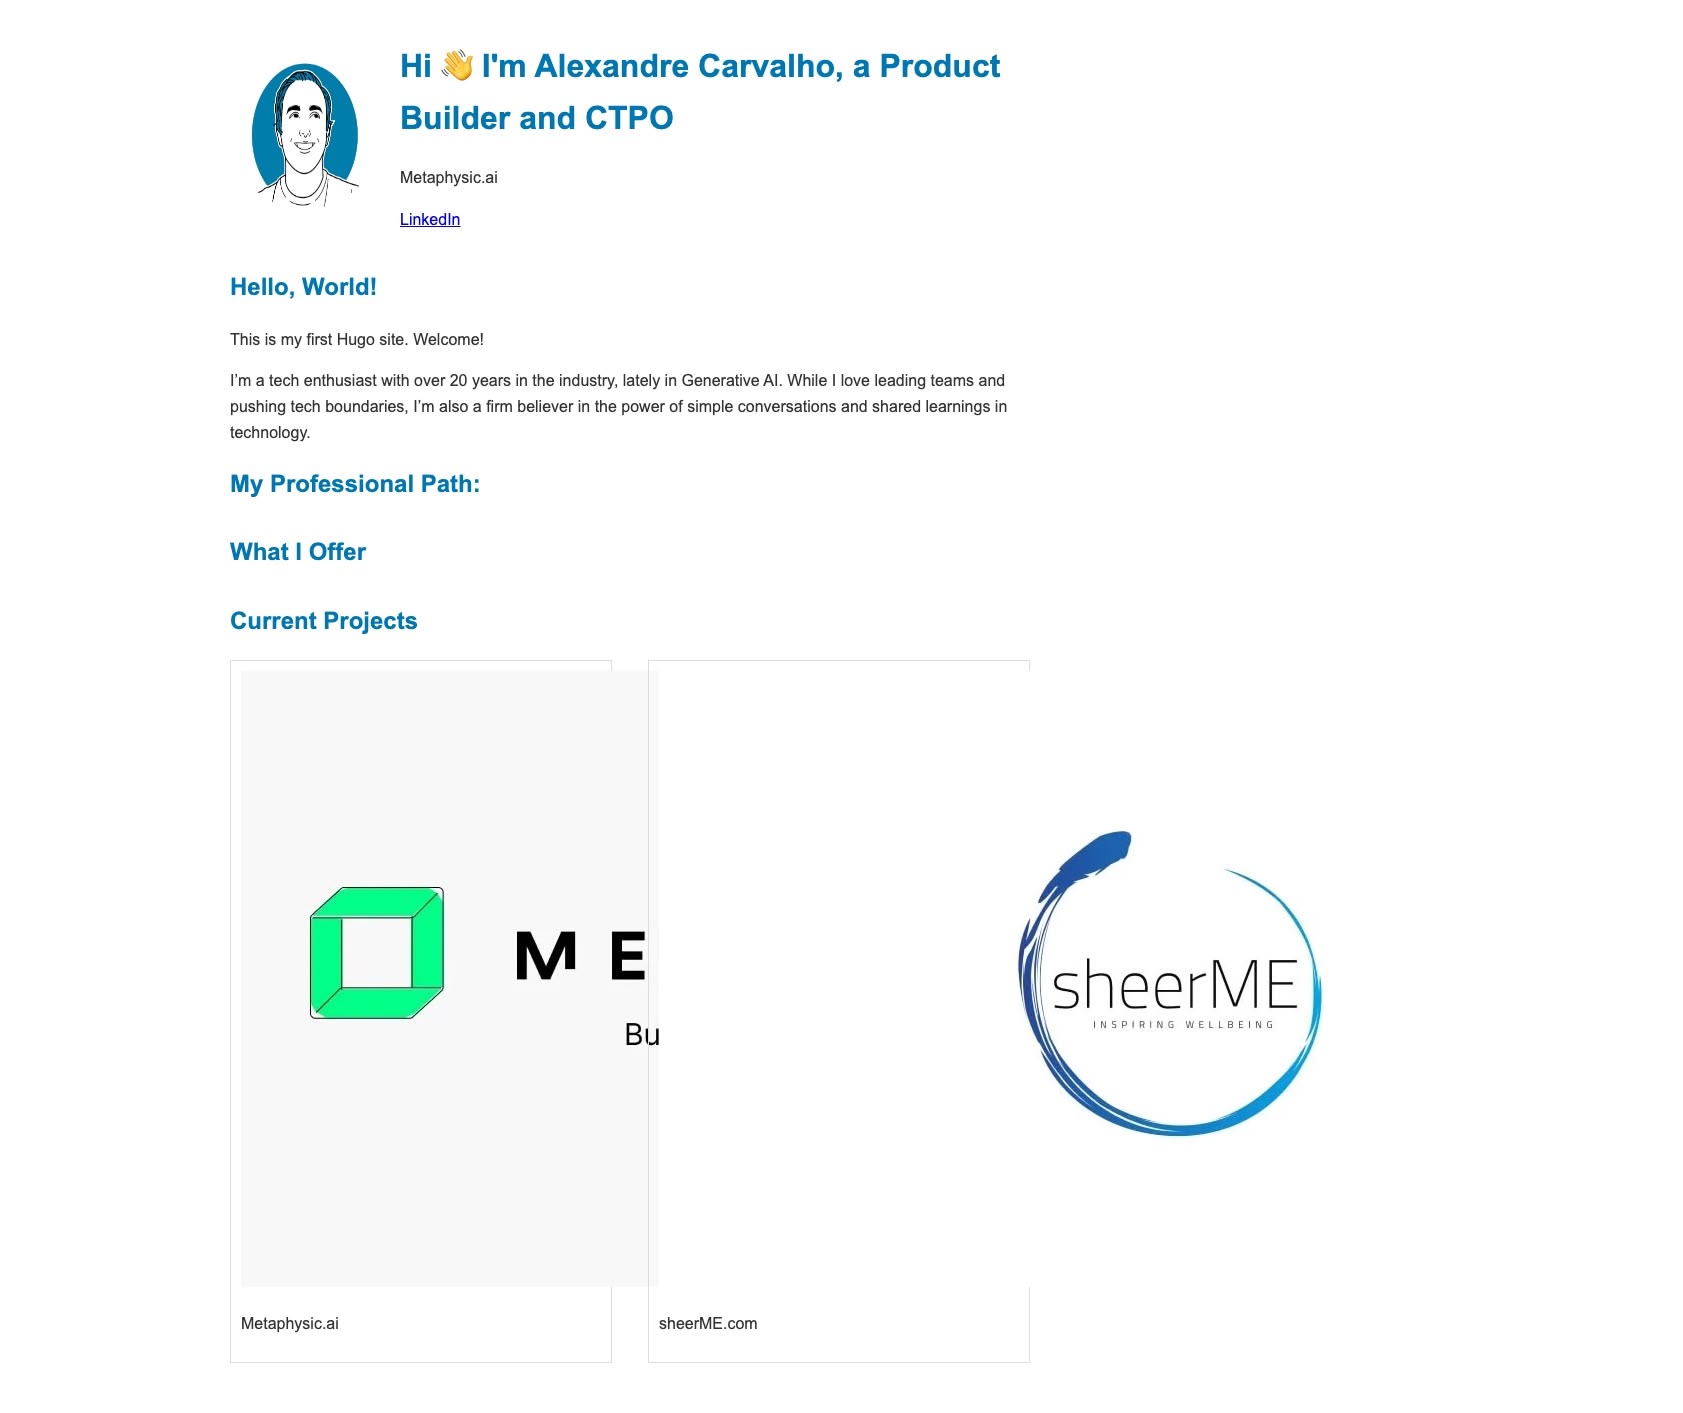 Hi 👋 I'm Alexandre Carvalho, a Product
Builder and CTPO
Metaphysic.ai
LinkedIn
Hello, World!
This is my first Hugo site. Welcome!
I’m a tech enthusiast with over 20 years in the industry, lately in Generative AI. While I love leading teams and
pushing tech boundaries, I’m also a firm believer in the power of simple conversations and shared learnings in
technology.
My Professional Path:
What I Offer
Current Projects
M E
Bu
sheerME
INSPIRING WELLBEING
Metaphysic.ai
sheerME.com